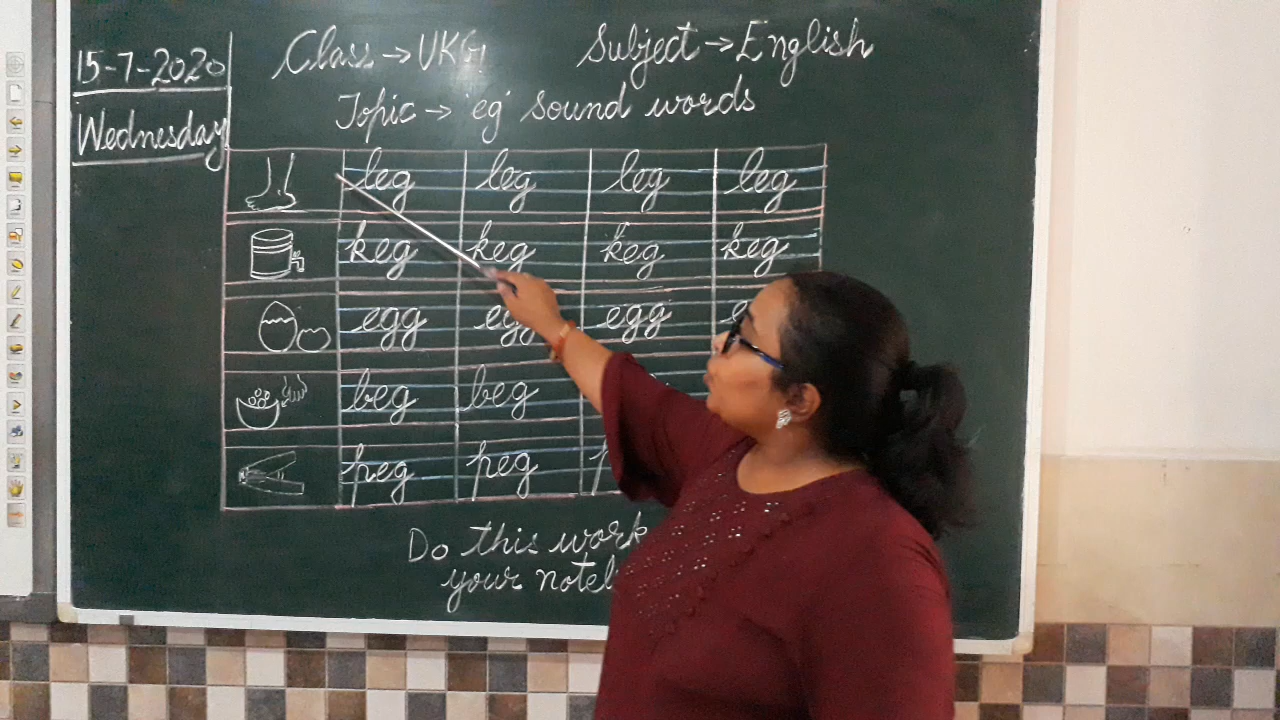 15-7-2020
Wednesday
Class → UKG
Subject → English
Topic → 'eg' sound words
leg leg leg leg
keg keg keg keg
egg egg egg
beg beg
peg peg
Do this work
your